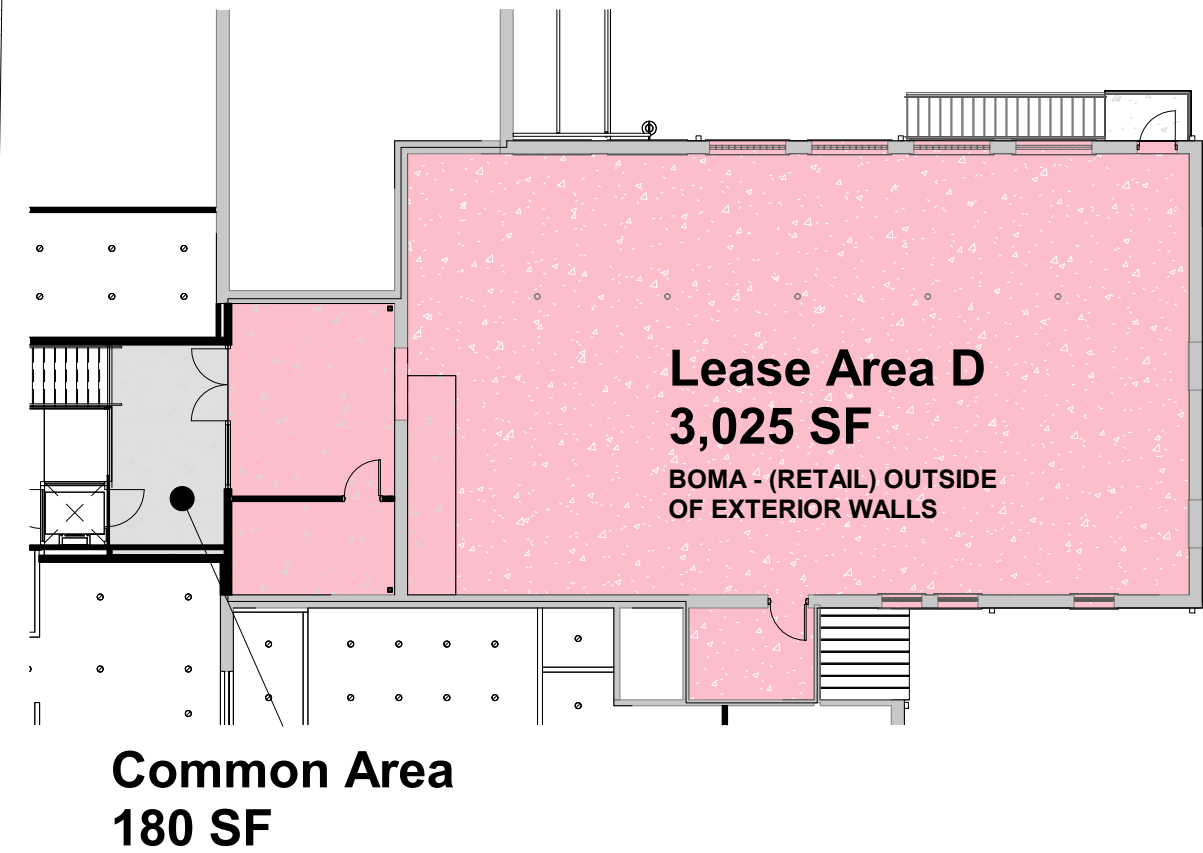 Lease Area D
3,025 SF
BOMA - (RETAIL) OUTSIDE
OF EXTERIOR WALLS
Common Area
180 SF